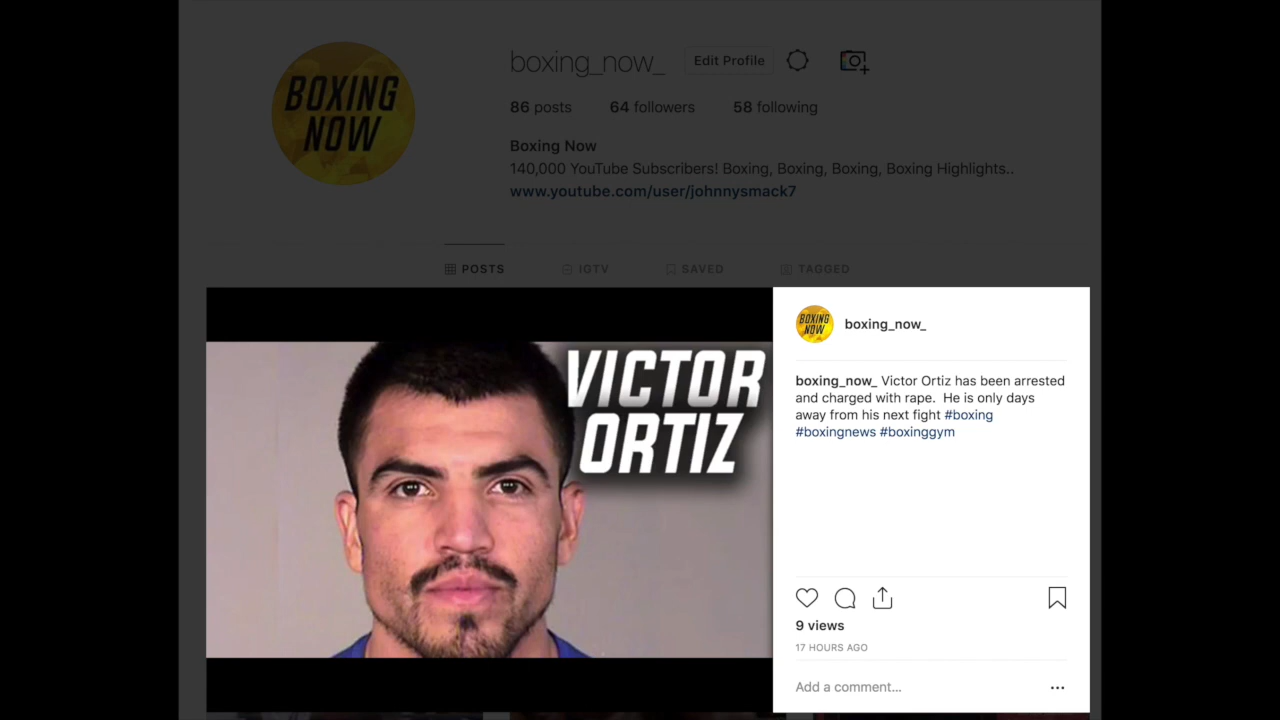 BOXING
NOW
boxing_now_ Edit Profile
86 posts 64 followers 58 following
Boxing Now
140,000 YouTube Subscribers! Boxing, Boxing, Boxing, Boxing Highlights..
www.youtube.com/user/johnnysmack7
POSTS IGTV SAVED TAGGED
VICTOR
ORTIZ
BOXING
NOW
boxing_now_
boxing_now_ Victor Ortiz has been arrested
and charged with rape. He is only days
away from his next fight #boxing
#boxingnews #boxinggym
9 views
17 HOURS AGO
Add a comment...